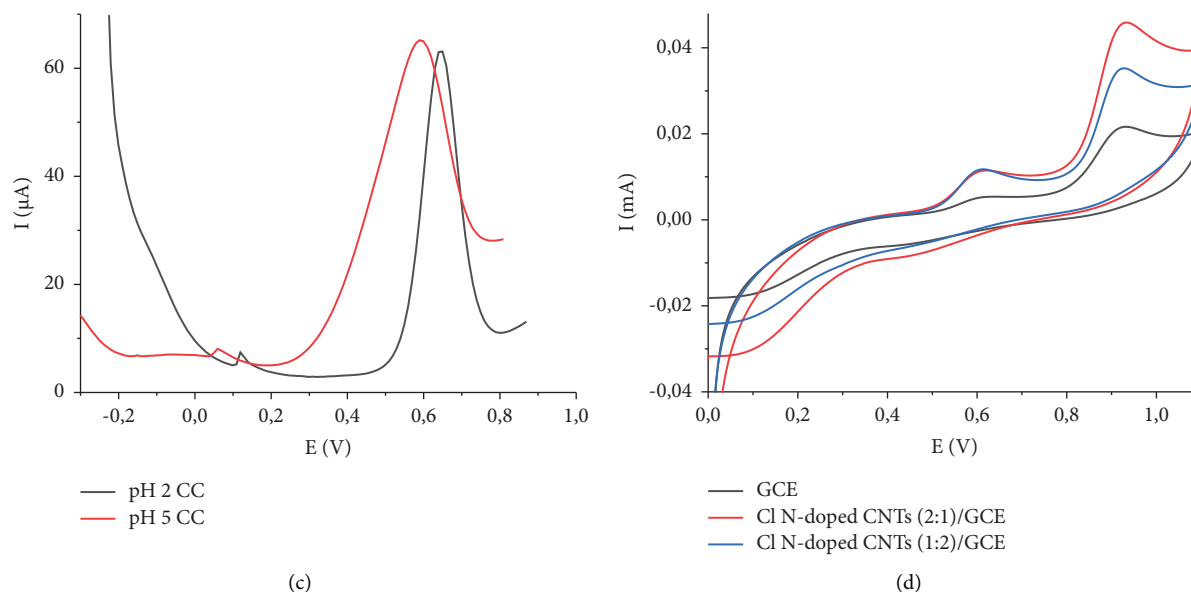 60
40
20
0
I (µA)
-0,2
0,0
0,2
0,4
0,6
0,8
1,0
E (V)
pH 2 CC
pH 5 CC
(c)
0,04
0,02
0,00
-0,02
-0,04
I (mA)
0,0
0,2
0,4
0,6
0,8
1,0
E (V)
GCE
Cl N-doped CNTs (2:1)/GCE
Cl N-doped CNTs (1:2)/GCE
(d)